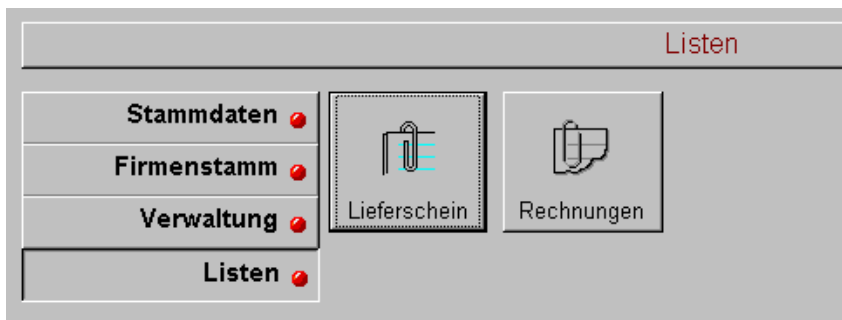 Listen
Stammdaten
Firmenstamm
Verwaltung
Listen
Lieferschein
Rechnungen